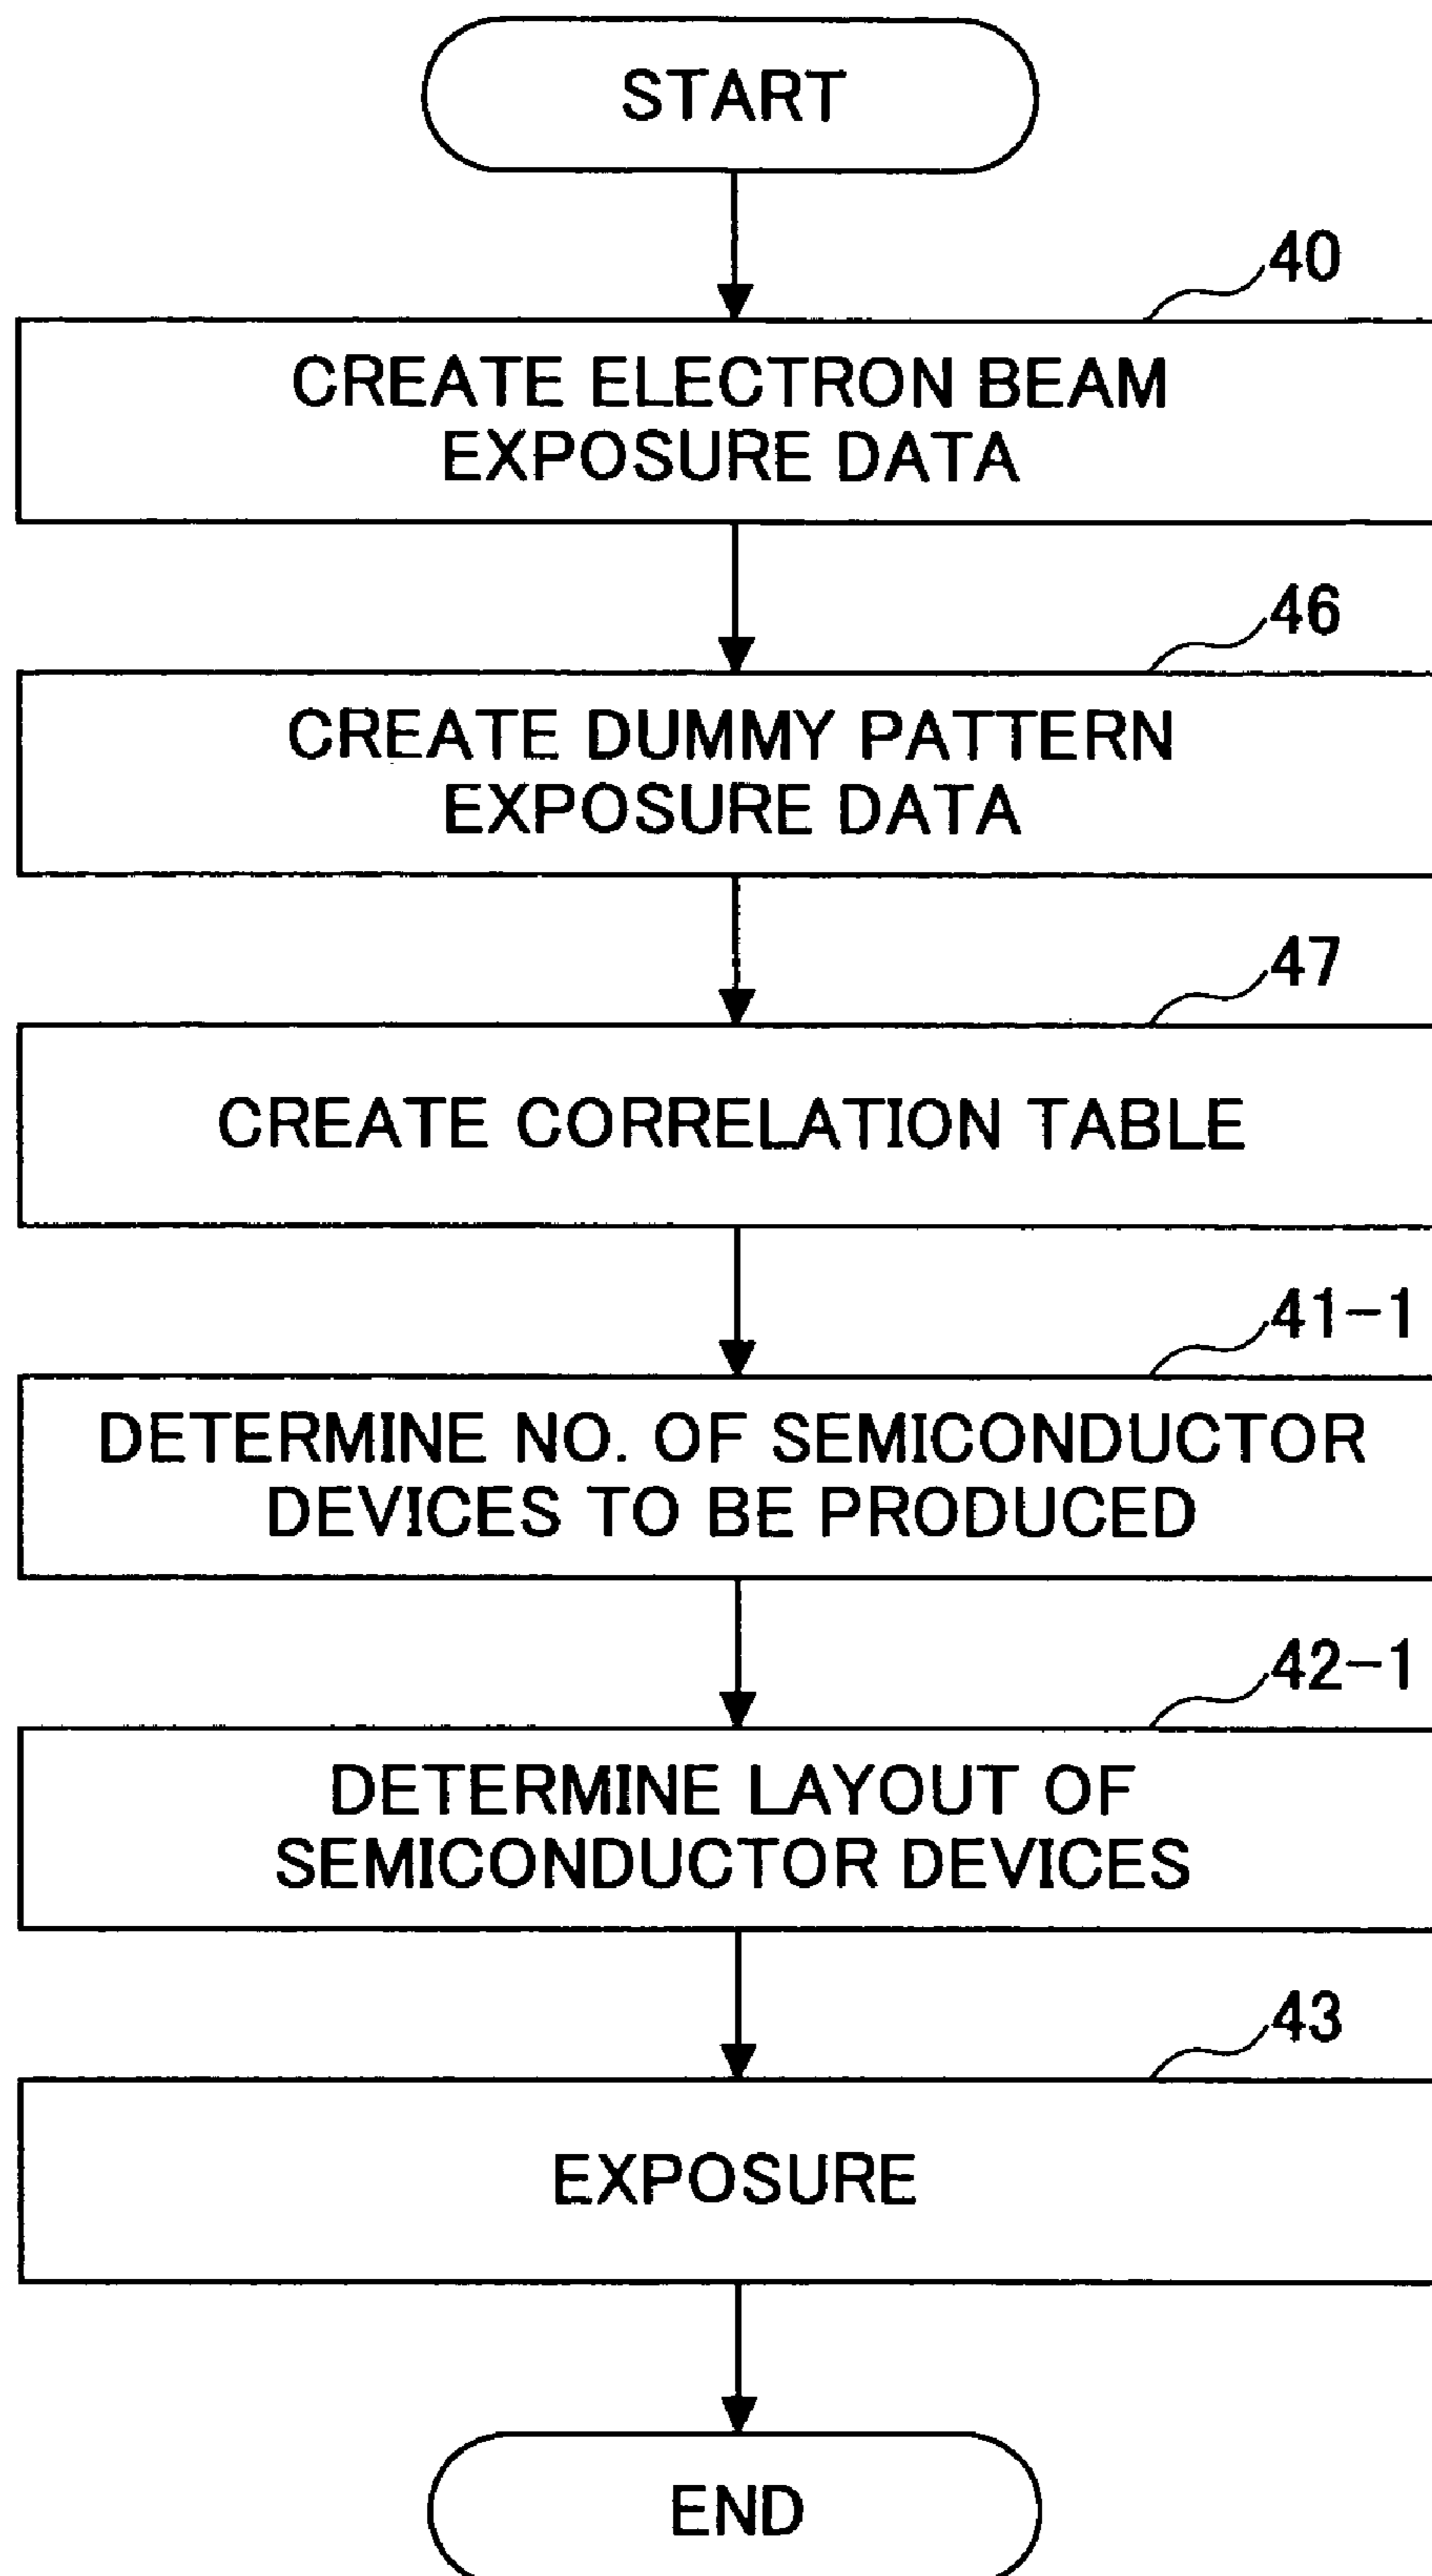 START
40
CREATE ELECTRON BEAM
EXPOSURE DATA
46
CREATE DUMMY PATTERN
EXPOSURE DATA
47
CREATE CORRELATION TABLE
41-1
DETERMINE NO. OF SEMICONDUCTOR
DEVICES TO BE PRODUCED
42-1
DETERMINE LAYOUT OF
SEMICONDUCTOR DEVICES
43
EXPOSURE
END